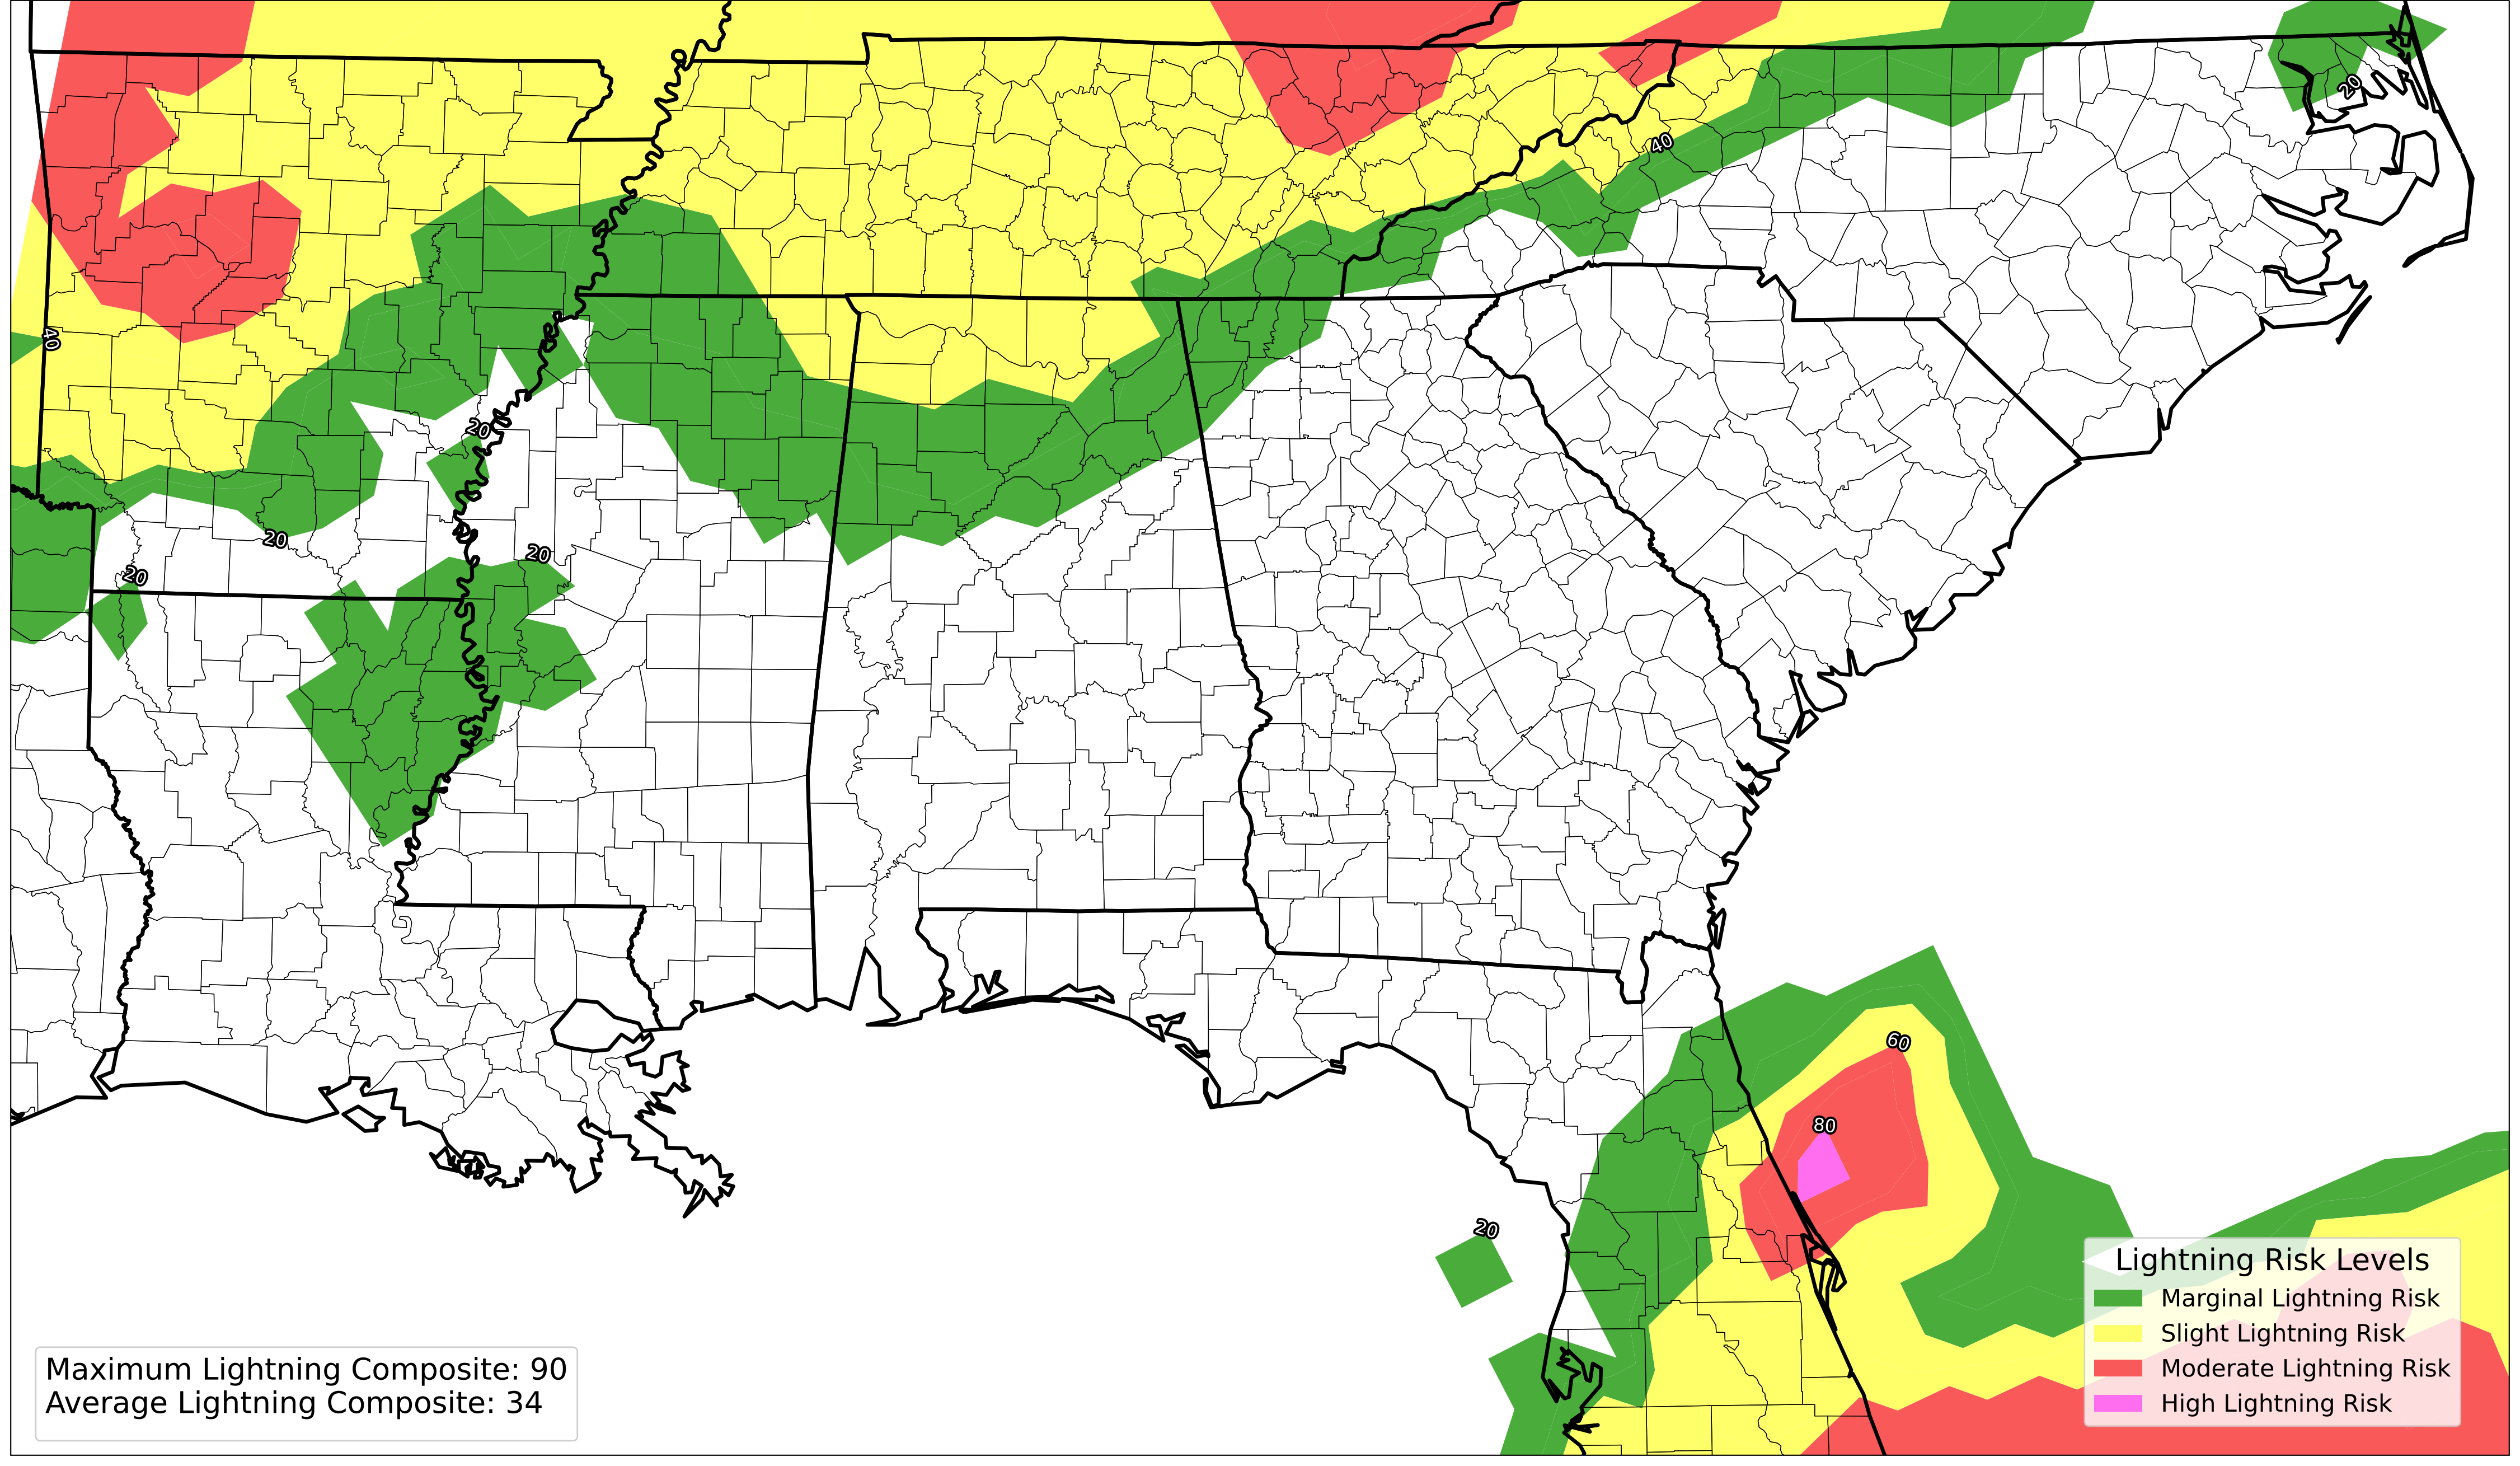 20
40
40
20
20
20
20
60
80
20
Lightning Risk Levels
Marginal Lightning Risk
Slight Lightning Risk
Moderate Lightning Risk
High Lightning Risk
Maximum Lightning Composite: 90
Average Lightning Composite: 34